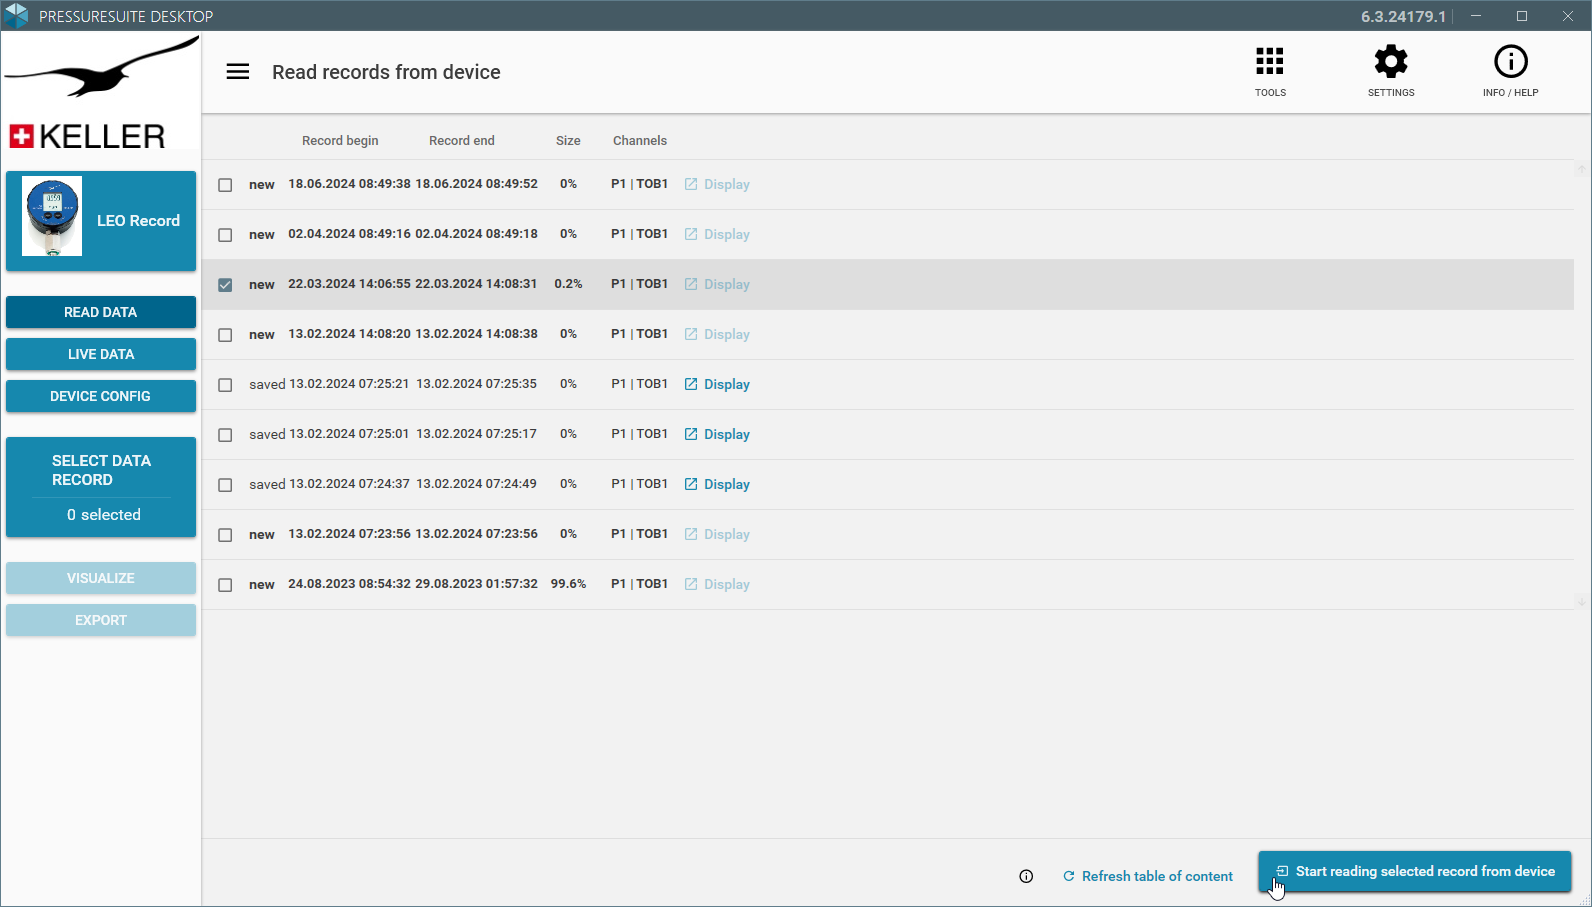 PRESSURESUITE DESKTOP
6.3.24179.1
KELLER
Read records from device
TOOLS
SETTINGS
INFO / HELP
LEO Record
READ DATA
LIVE DATA
DEVICE CONFIG
SELECT DATA
RECORD
0 selected
VISUALIZE
EXPORT
Record begin Record end Size Channels
new 18.06.2024 08:49:38 18.06.2024 08:49:52 0% P1 | TOB1 Display
new 02.04.2024 08:49:16 02.04.2024 08:49:18 0% P1 | TOB1 Display
new 22.03.2024 14:06:55 22.03.2024 14:08:31 0.2% P1 | TOB1 Display
new 13.02.2024 14:08:20 13.02.2024 14:08:38 0% P1 | TOB1 Display
saved 13.02.2024 07:25:21 13.02.2024 07:25:35 0% P1 | TOB1 Display
saved 13.02.2024 07:25:01 13.02.2024 07:25:17 0% P1 | TOB1 Display
saved 13.02.2024 07:24:37 13.02.2024 07:24:49 0% P1 | TOB1 Display
new 13.02.2024 07:23:56 13.02.2024 07:23:56 0% P1 | TOB1 Display
new 24.08.2023 08:54:32 29.08.2023 01:57:32 99.6% P1 | TOB1 Display
Refresh table of content
Start reading selected record from device